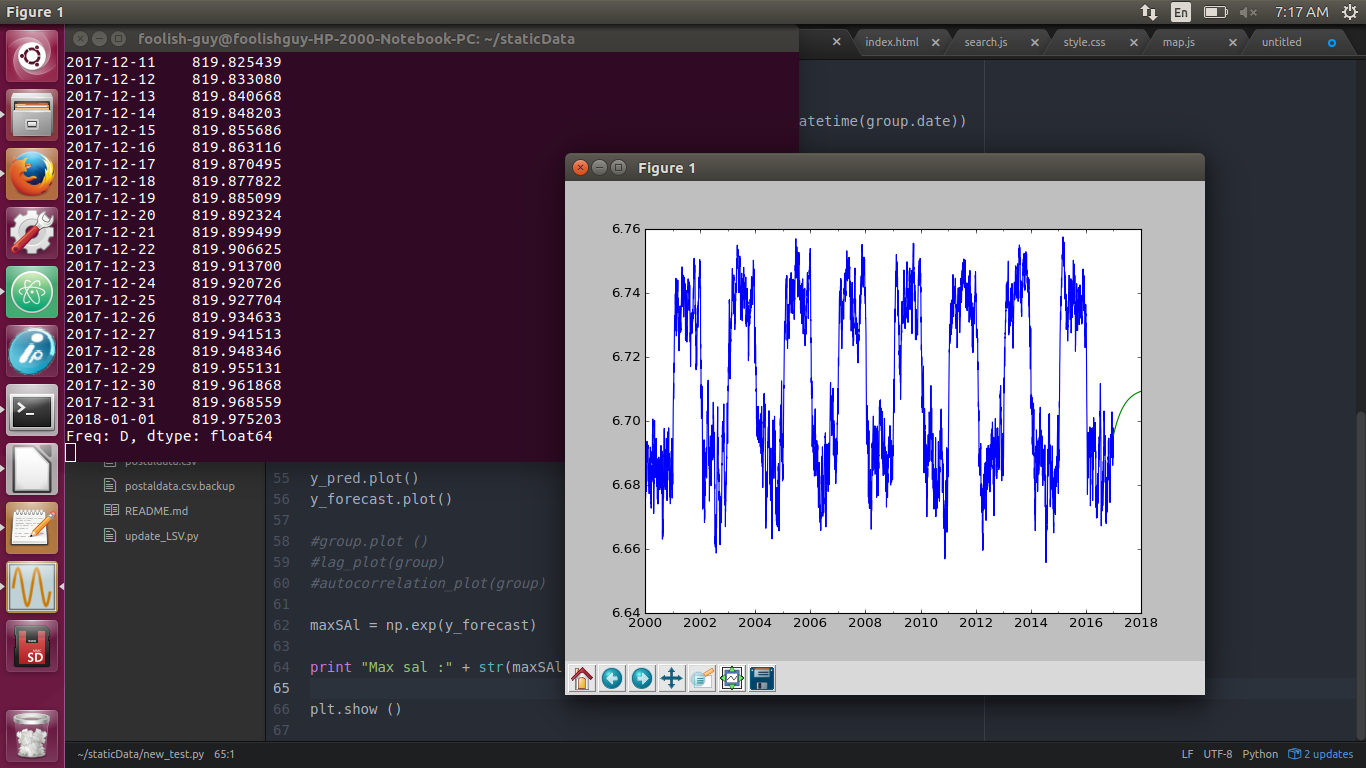 Figure 1
En
7:17 AM
foolish-guy@foolishguy-HP-2000-Notebook-PC: ~/staticData
index.html
search.js
style.css
map.js
untitled
2017-12-11 819.825439
2017-12-12 819.833080
2017-12-13 819.840668
2017-12-14 819.848203
2017-12-15 819.855686
2017-12-16 819.863116
2017-12-17 819.870495
2017-12-18 819.877822
2017-12-19 819.885099
2017-12-20 819.892324
2017-12-21 819.899499
2017-12-22 819.906625
2017-12-23 819.913700
2017-12-24 819.920726
2017-12-25 819.927704
2017-12-26 819.934633
2017-12-27 819.941513
2017-12-28 819.948346
2017-12-29 819.955131
2017-12-30 819.961868
2017-12-31 819.968559
2018-01-01 819.975203
Freq: D, dtype: float64
atetime(group.date))
Figure 1
6.76
6.74
6.72
6.70
6.68
6.66
6.64
2000 2002 2004 2006 2008 2010 2012 2014 2016 2018
postaldata.csv
postaldata.csv.backup
README.md
update_LSV.py
55 y_pred.plot()
56 y_forecast.plot()
57
58 #group.plot ()
59 #lag_plot(group)
60 #autocorrelation_plot(group)
61
62 maxSAl = np.exp(y_forecast)
63
64 print "Max sal :" + str(maxSAl
65
66 plt.show ()
67
SD
~/staticData/new_test.py 65:1
LF UTF-8 Python 2 updates